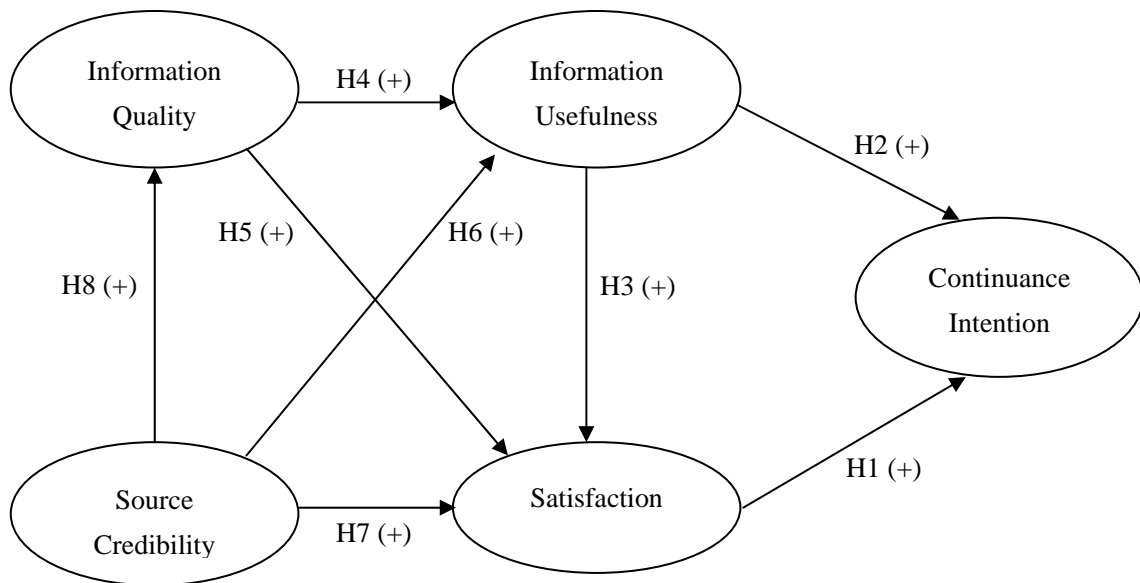 Information
Quality
H4 (+)
Information
Usefulness
H2 (+)
H5 (+)
H6 (+)
H8 (+)
H3 (+)
Continuance
Intention
Source
Credibility
H7 (+)
Satisfaction
H1 (+)